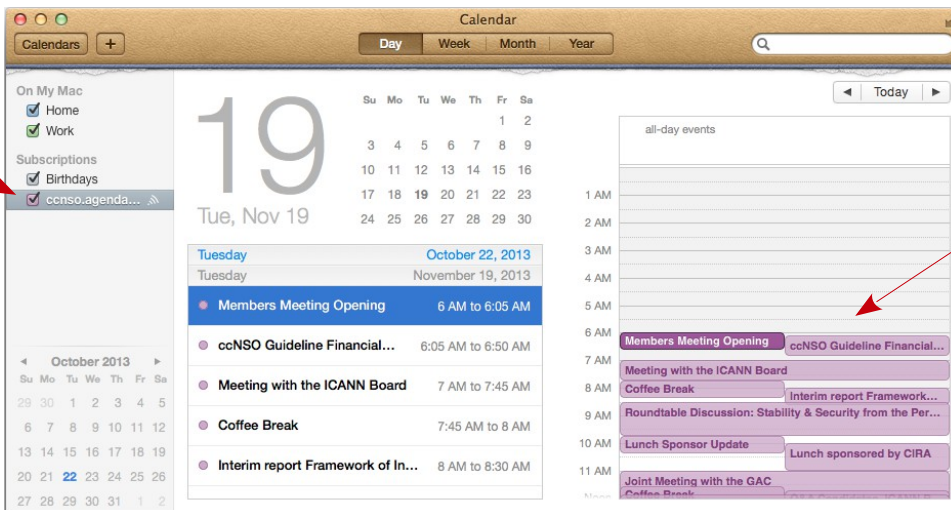 Calendar
Calendars + Day Week Month Year
On My Mac
Home
Work
Subscriptions
Birthdays
ccnso.agenda...
October 2013
Su Mo Tu We Th Fr Sa
29 30 1 2 3 4 5
6 7 8 9 10 11 12
13 14 15 16 17 18 19
20 21 22 23 24 25 26
27 28 29 30 31 1 2
19
Tue, Nov 19
Su Mo Tu We Th Fr Sa
1 2
3 4 5 6 7 8 9
10 11 12 13 14 15 16
17 18 19 20 21 22 23
24 25 26 27 28 29 30
Tuesday October 22, 2013
Tuesday November 19, 2013
Members Meeting Opening 6 AM to 6:05 AM
ccNSO Guideline Financial... 6:05 AM to 6:50 AM
Meeting with the ICANN Board 7 AM to 7:45 AM
Coffee Break 7:45 AM to 8 AM
Interim report Framework of In... 8 AM to 8:30 AM
Today
all-day events
1 AM
2 AM
3 AM
4 AM
5 AM
6 AM
Members Meeting Opening ccNSO Guideline Financial...
7 AM
Meeting with the ICANN Board
8 AM Coffee Break Interim report Framework...
9 AM Roundtable Discussion: Stability & Security from the Per...
10 AM Lunch Sponsor Update Lunch sponsored by CIRA
11 AM
Joint Meeting with the GAC
Noon Coffee Break